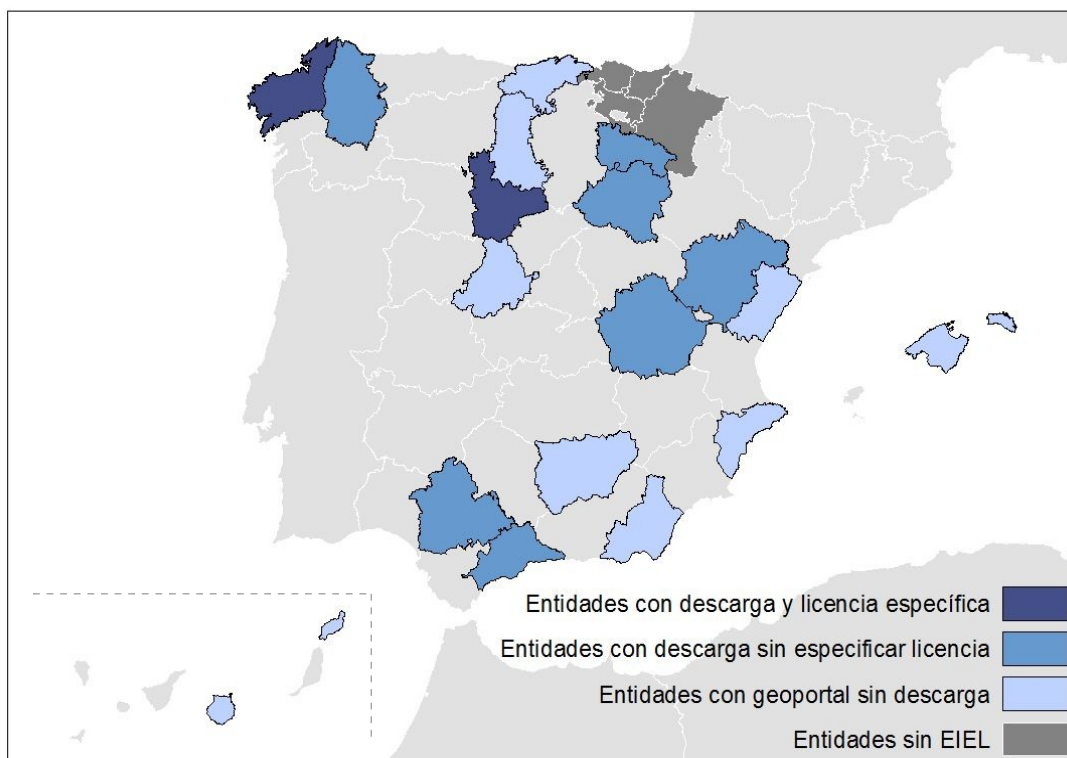 Entidades con descarga y licencia específica
Entidades con descarga sin especificar licencia
Entidades con geoportal sin descarga
Entidades sin EIEL